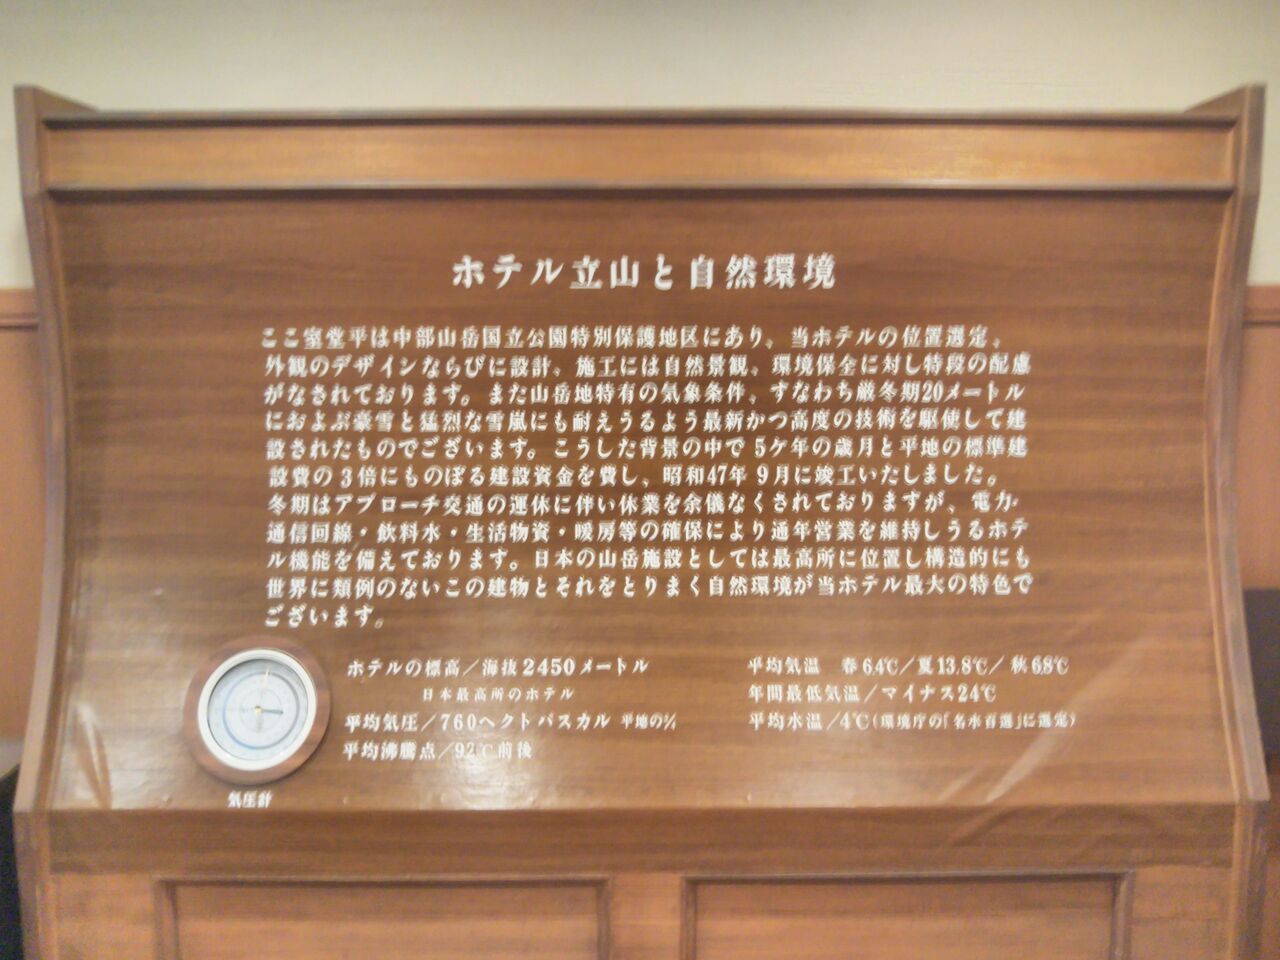 ホテル立山と自然環境
ここ室堂平は中部山岳国立公園特別保護地区にあり、当ホテルの位置選定、
外観のデザインならびに設計、施工には自然景観、環境保全に対し特段の配慮
がなされております。また山岳地特有の気象条件、すなわち厳冬期20メートル
におよぶ豪雪と猛烈な雪嵐にも耐えうるよう最新かつ高度の技術を駆使して建
設されたものでございます。こうした背景の中で5ケ年の歳月と平地の標準建
設費の3倍にものぼる建設資金を費し、昭和47年9月に竣工いたしました。
冬期はアプローチ交通の運休に伴い休業を余儀なくされておりますが、電力・
通信回線・飲料水・生活物資・暖房等の確保により通年営業を維持しうるホテ
ル機能を備えております。日本の山岳施設としては最高所に位置し構造的にも
世界に類例のないこの建物とそれをとりまく自然環境が当ホテル最大の特色で
ございます。
ホテルの標高／海抜2450メートル
日本最高所のホテル
平均気圧／760ヘクトパスカル 平地の
平均沸騰点／92℃前後
平均気温 春6.4℃／夏13.8℃／秋6.8℃
年間最低気温／マイナス24℃
平均水温／4℃(環境庁の｢名水百選｣に選定)
気圧計